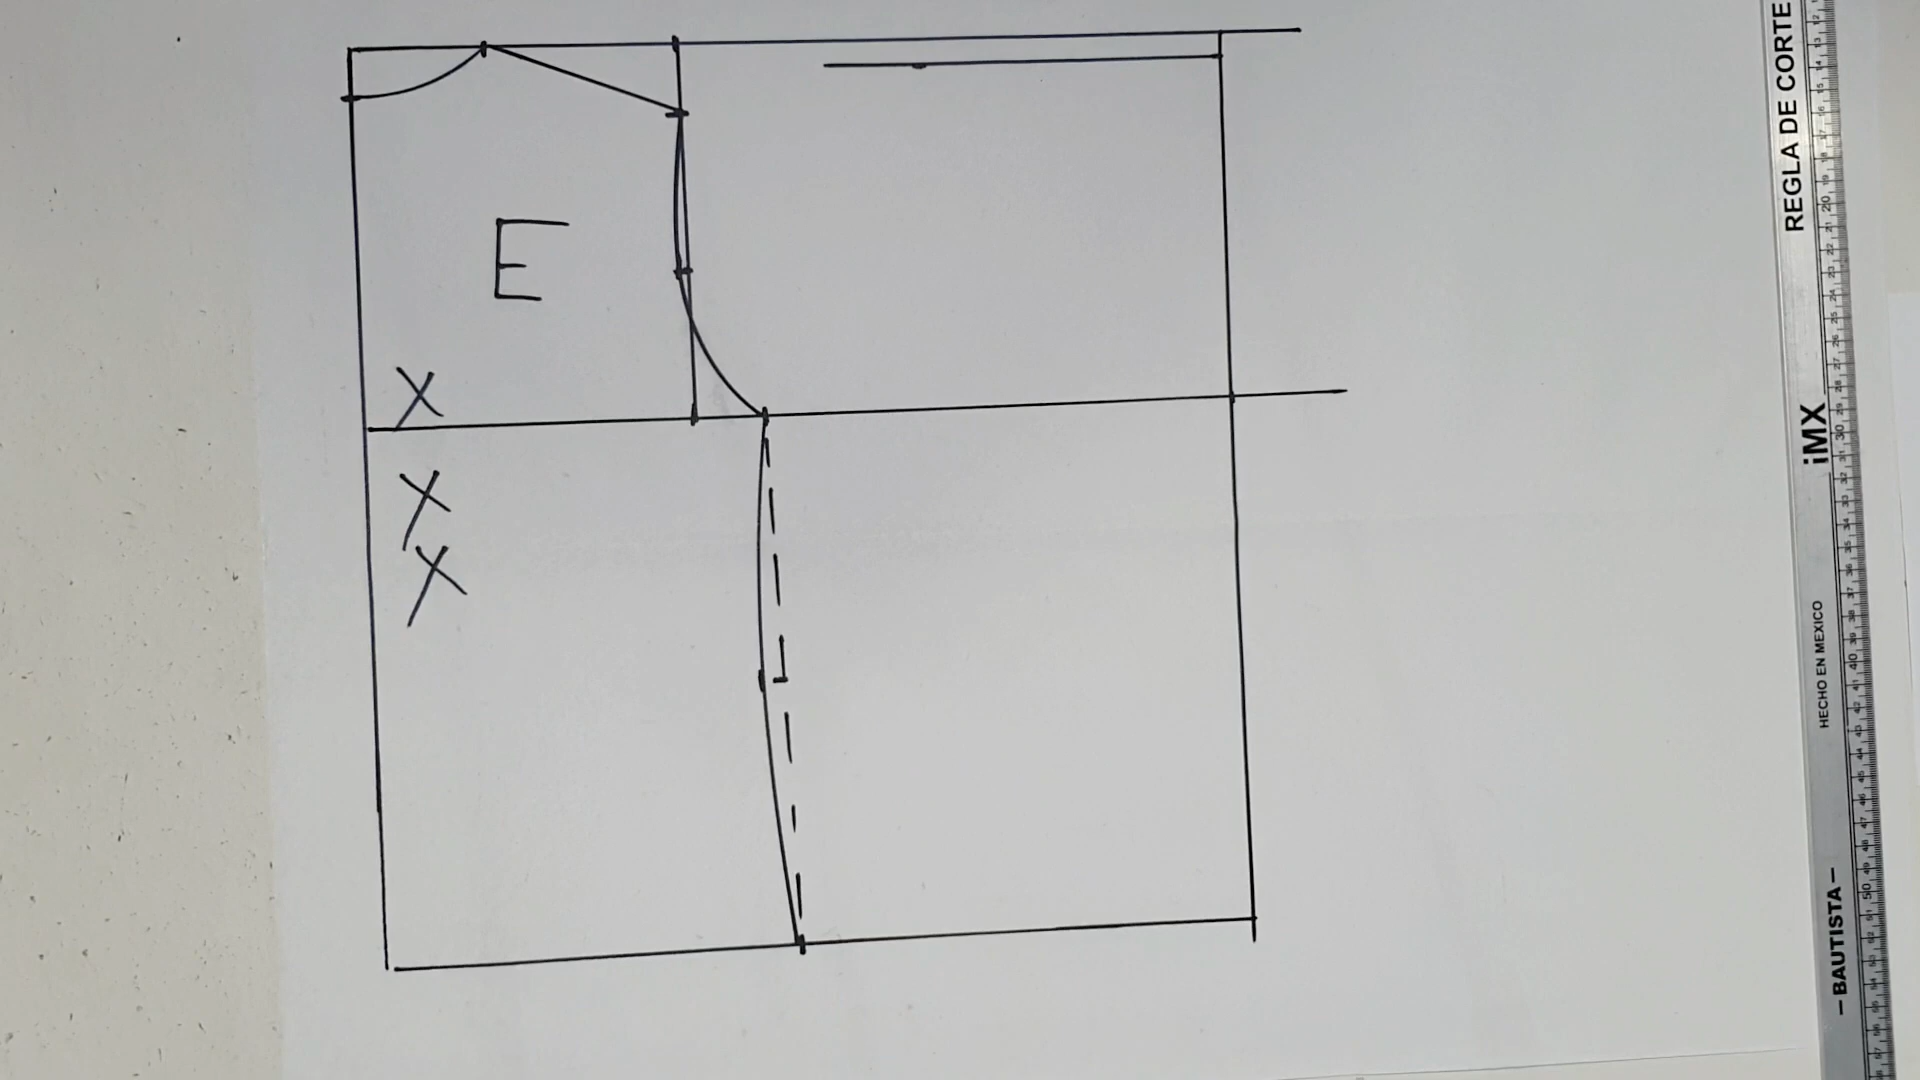 E
X
X
X
REGLA DE CORTE
iMX
HECHO EN MEXICO
— BAUTISTA —